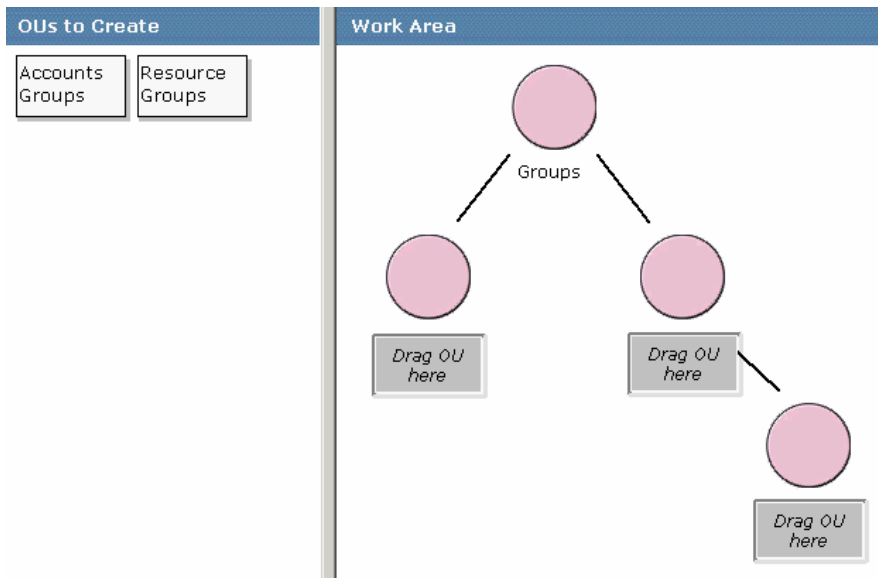 OUs to Create
Work Area
Accounts
Groups
Resource
Groups
Groups
Drag OU
here
Drag OU
here
Drag OU
here